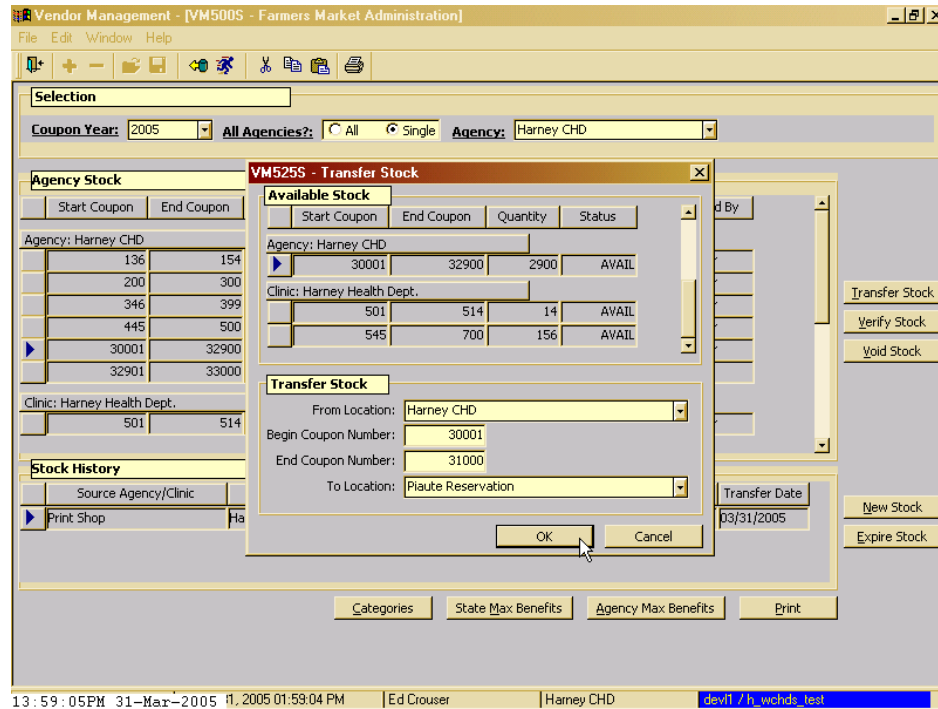 Vendor Management - [VM500S - Farmers Market Administration]
File Edit Window Help
Selection
Coupon Year: 2005 All Agencies?: All Single Agency: Harney CHD
Agency Stock
Start Coupon End Coupon d By
Agency: Harney CHD
136 154
200 300
346 399
445 500
30001 32900
32901 33000
Clinic: Harney Health Dept.
501 514
Transfer Stock
Verify Stock
Void Stock
VM525S - Transfer Stock
Available Stock
Start Coupon End Coupon Quantity Status
Agency: Harney CHD
30001 32900 2900 AVAIL
Clinic: Harney Health Dept.
501 514 14 AVAIL
545 700 156 AVAIL
Transfer Stock
From Location: Harney CHD
Begin Coupon Number: 30001
End Coupon Number: 31000
To Location: Piaute Reservation
OK Cancel
Stock History
Source Agency/Clinic Transfer Date
Print Shop Ha 03/31/2005
New Stock
Expire Stock
Categories State Max Benefits Agency Max Benefits Print
13:59:05PM 31-Mar-2005 1, 2005 01:59:04 PM Ed Crouser Harney CHD devl1 / h_wchds_test